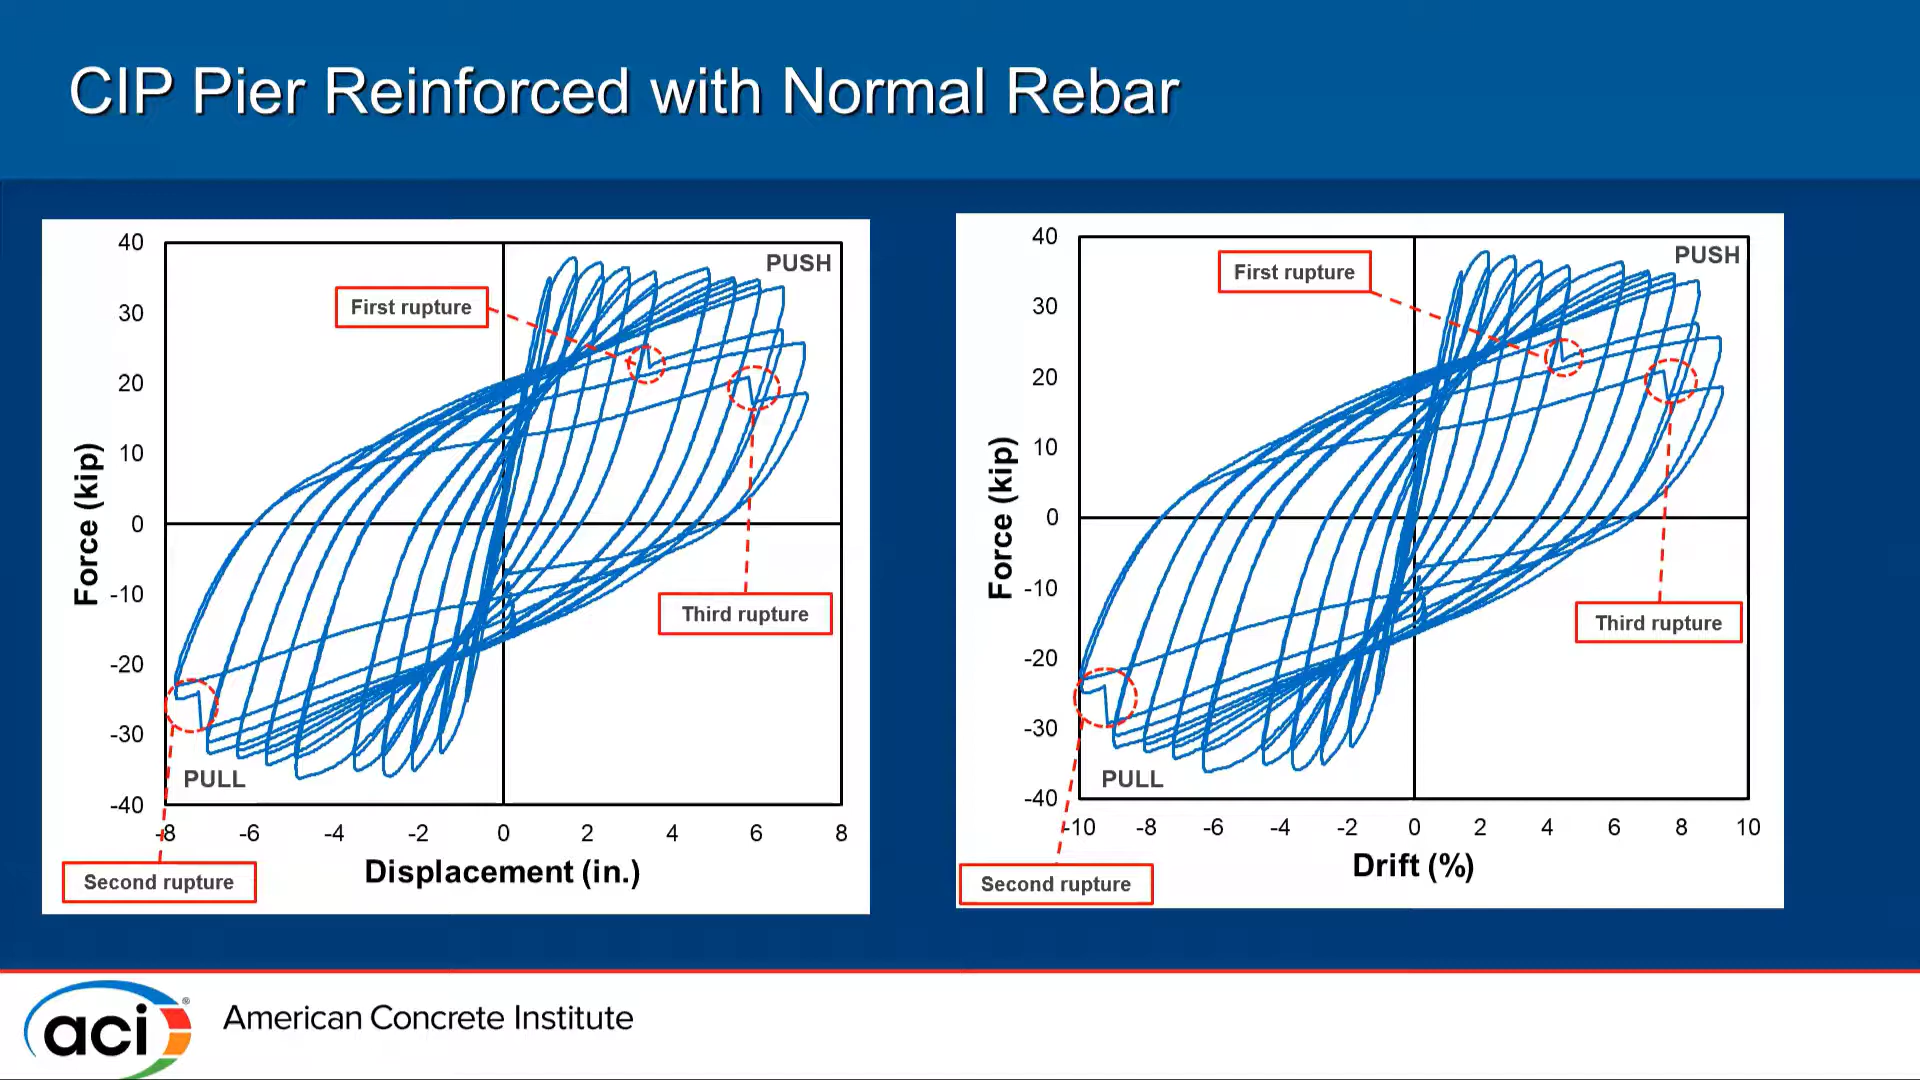 CIP Pier Reinforced with Normal Rebar
40
30
20
10
0
-10
-20
-30
-40
Force (kip)
PUSH
First rupture
Third rupture
PULL
-8
-6
-4
-2
0
2
4
6
8
Second rupture
Displacement (in.)
40
30
20
10
0
-10
-20
-30
-40
Force (kip)
PUSH
First rupture
Third rupture
PULL
-10
-8
-6
-4
-2
0
2
4
6
8
10
Second rupture
Drift (%)
aci®
American Concrete Institute